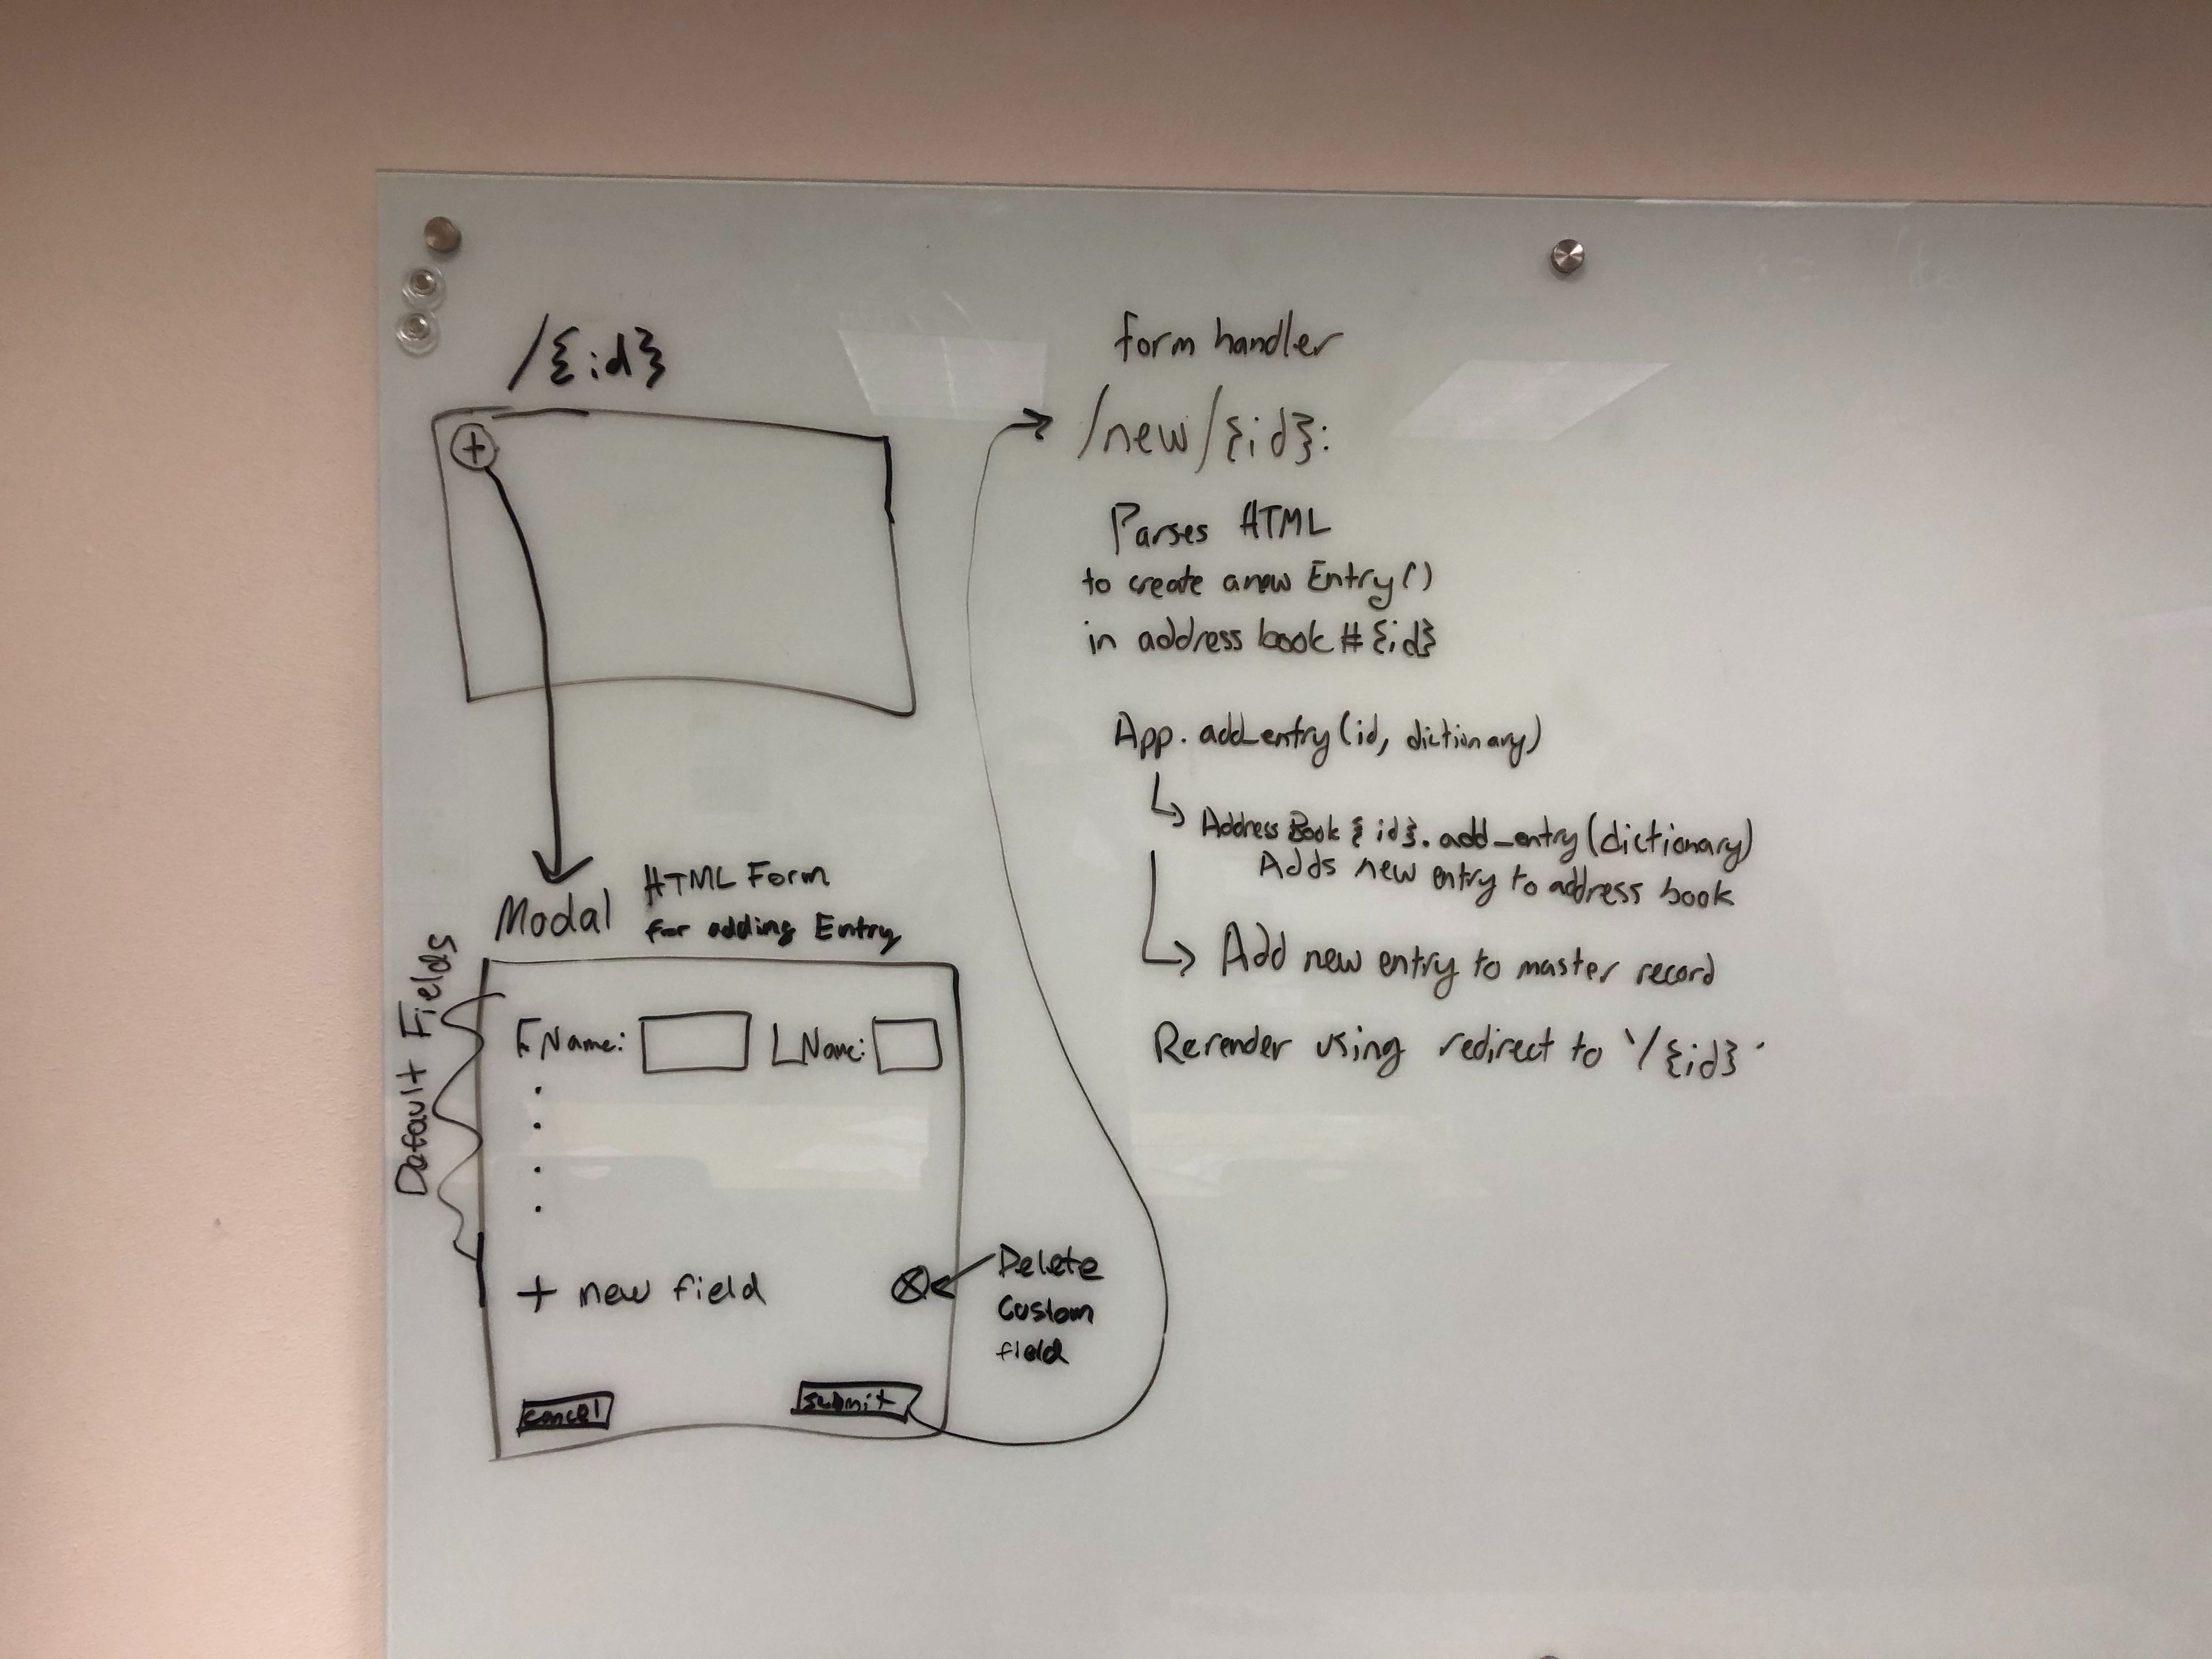 /{id}
+
Modal
HTML Form
for adding Entry
Default Fields
FName: LName:
+ new field
Delete
Custom
field
cancel
submit
form handler
/new/{id}:
Parses HTML
to create a new Entry()
in address book #{id}
App.add_entry(id, dictionary)
Address Book {id}.add_entry(dictionary)
Adds new entry to address book
Add new entry to master record
Rerender using redirect to '/{id}'